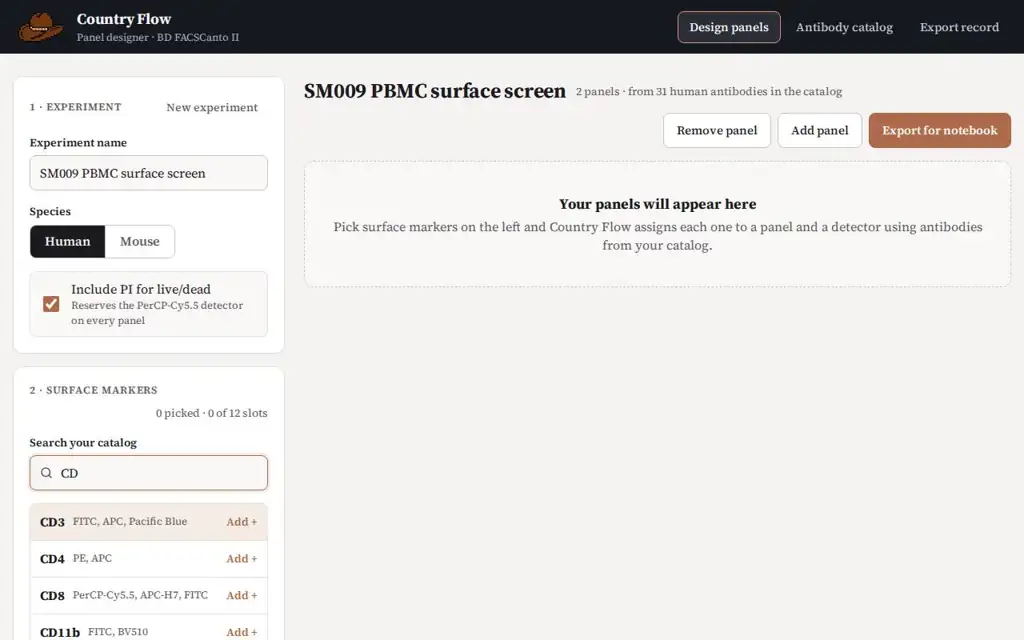 Country Flow
Panel designer · BD FACSCanto II
Design panels
Antibody catalog
Export record
1 · EXPERIMENT
New experiment
Experiment name
SM009 PBMC surface screen
Species
Human
Mouse
Include PI for live/dead
Reserves the PerCP-Cy5.5 detector
on every panel
2 · SURFACE MARKERS
0 picked · 0 of 12 slots
Search your catalog
CD
CD3 FITC, APC, Pacific Blue Add +
CD4 PE, APC Add +
CD8 PerCP-Cy5.5, APC-H7, FITC Add +
CD11b FITC, BV510 Add +
SM009 PBMC surface screen 2 panels · from 31 human antibodies in the catalog
Remove panel
Add panel
Export for notebook
Your panels will appear here
Pick surface markers on the left and Country Flow assigns each one to a panel and a detector using antibodies
from your catalog.